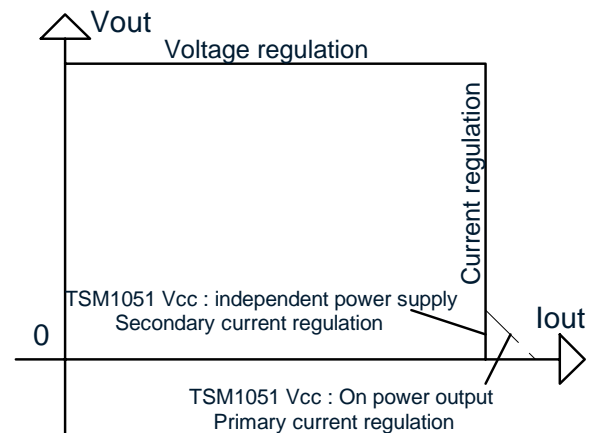 Vout
Voltage regulation
Current regulation
TSM1051 Vcc : independent power supply
Secondary current regulation
0
Iout
TSM1051 Vcc : On power output
Primary current regulation